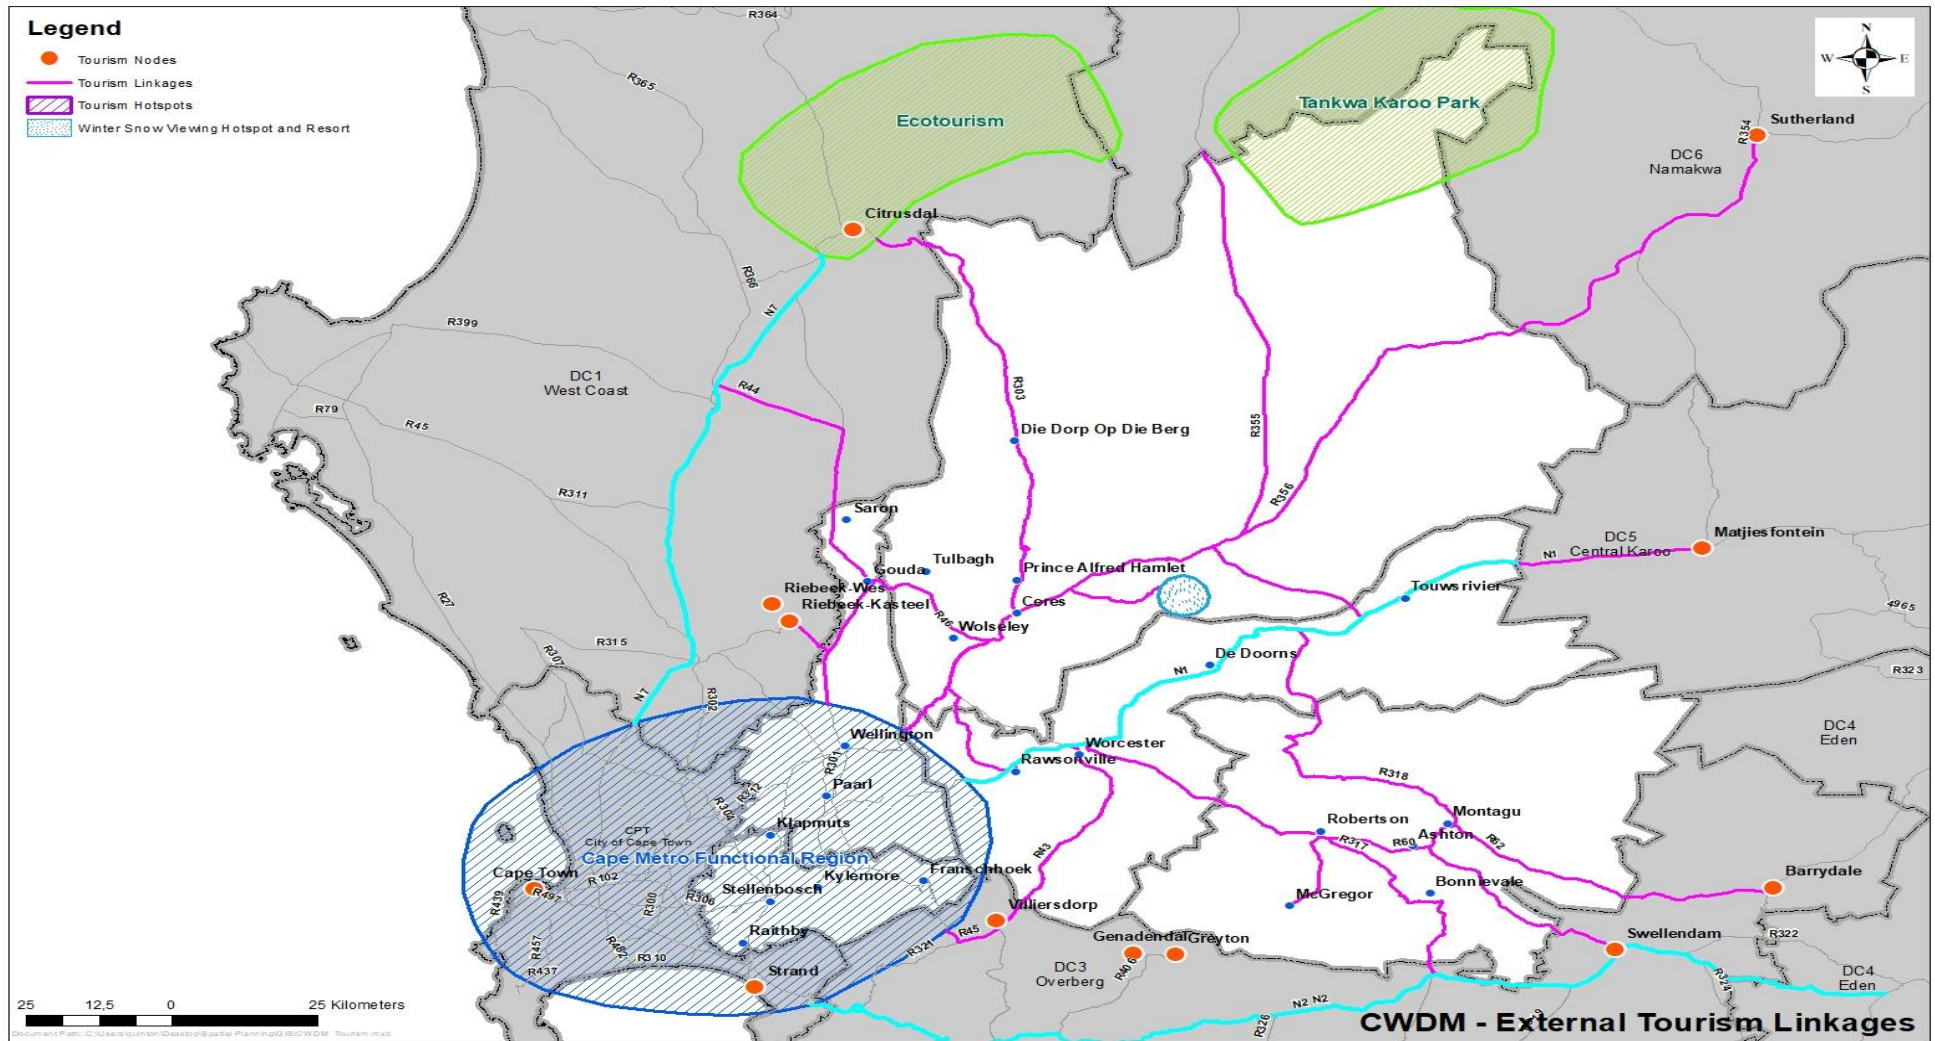 Legend
Tourism Nodes
Tourism Linkages
Tourism Hotspots
Winter Snow Viewing Hotspot and Resort
N
W E
S
R364
R365
Ecotourism
Tankwa Karoo Park
Sutherland
R354
DC6
Namakwa
Citrusdal
R366
N7
R399
DC1
West Coast
R44
R303
R79
R45
R355
Die Dorp Op Die Berg
R311
R356
Saron
Matjiesfontein
DC5
Central Karoo
N1
Tulbagh
Gouda
Prince Alfred Hamlet
Touwsrivier
Riebeek-Wes
Riebeek-Kasteel
Ceres
R27
R46
Wolseley
4965
R315
R307
De Doorns
N1
R323
N7
R302
DC4
Eden
Wellington
Worcester
Rawsonville
R301
R318
Paarl
R312
R304
Montagu
Klapmuts
Robertson
Ashton
R317
R60
R62
CPT
City of Cape Town
R43
Cape Metro Functional Region
Cape Town
R102
Franschhoek
Kylemore
Stellenbosch
Barrydale
R497
R439
R300
R306
McGregor
Bonnievale
Villiersdorp
Raithby
R45
R321
Genadendal
Greyton
Swellendam
R322
R457
R482
R310
R437
Strand
DC3
Overberg
R406
R324
DC4
Eden
25 12,5 0 25 Kilometers
N2 N2
R326
CWDM - External Tourism Linkages